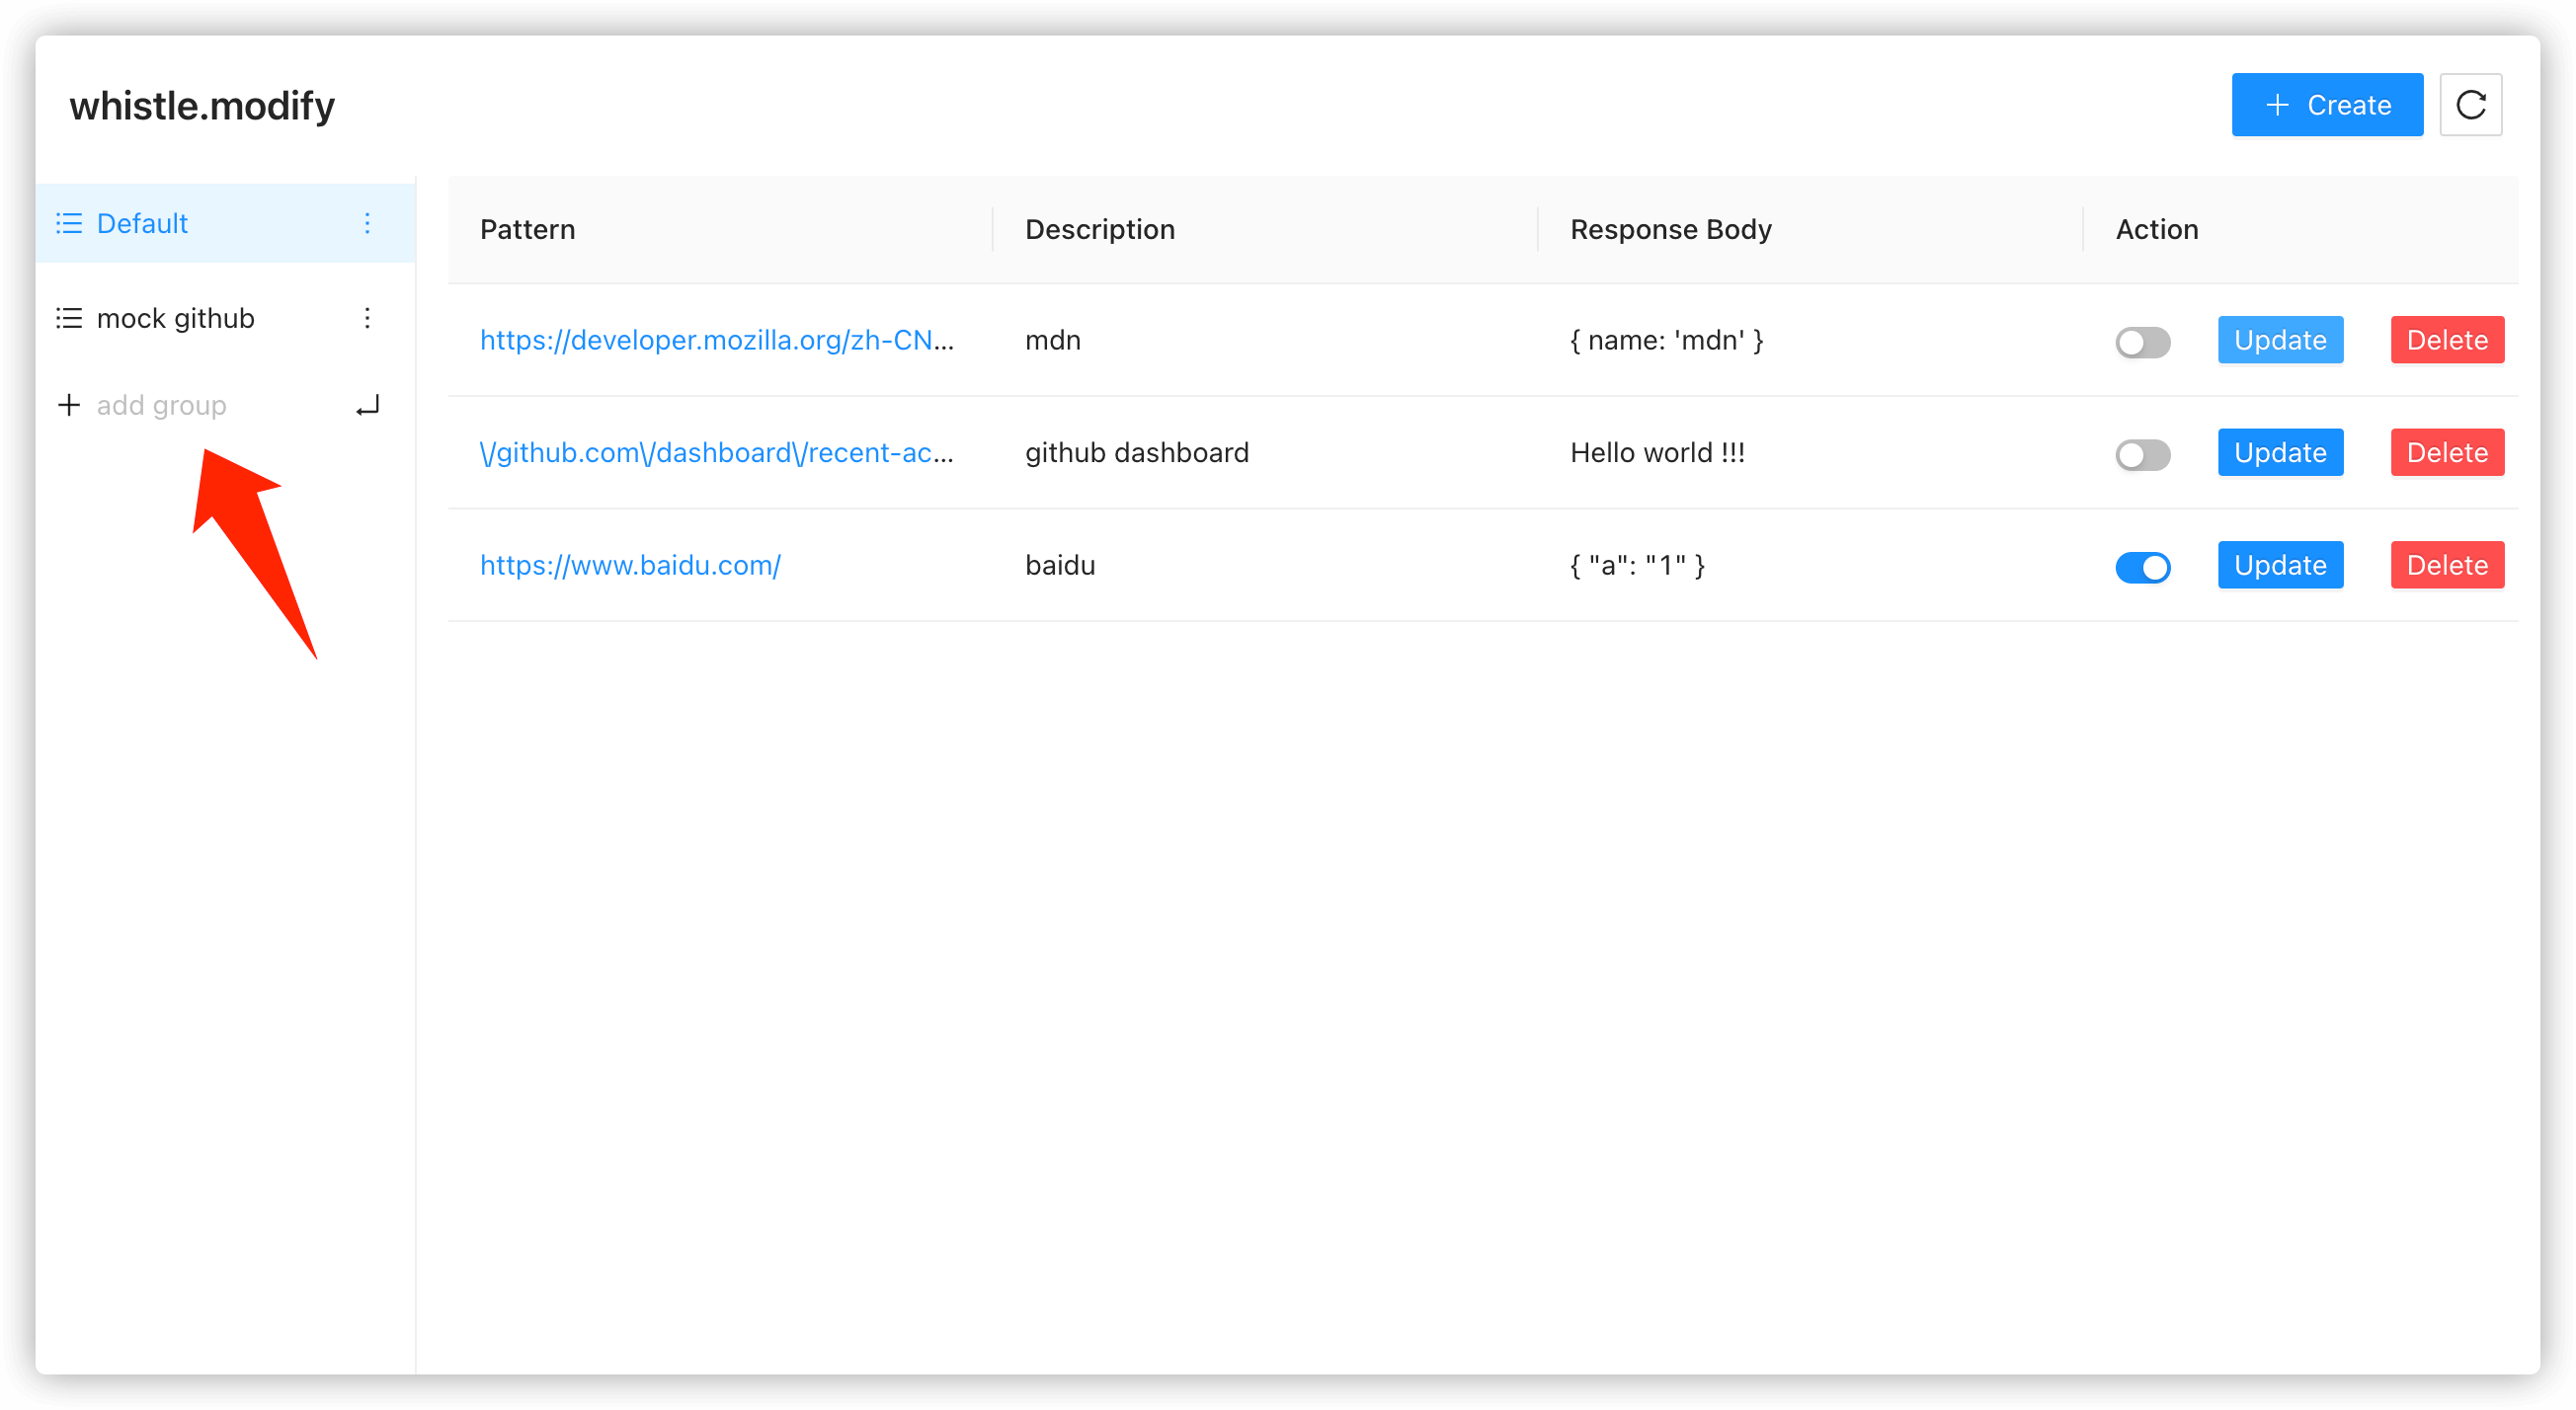 whistle.modify
+ Create
Default
mock github
+ add group
Pattern Description Response Body Action
https://developer.mozilla.org/zh-CN... mdn { name: 'mdn' } Update Delete
\/github.com\/dashboard\/recent-ac... github dashboard Hello world !!! Update Delete
https://www.baidu.com/ baidu { "a": "1" } Update Delete